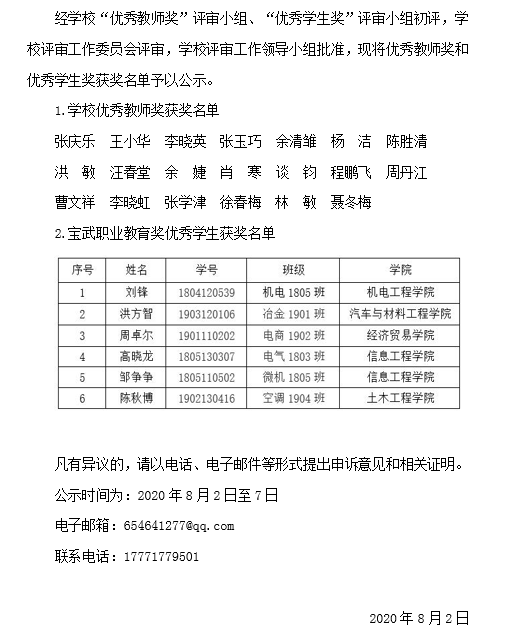 经学校“优秀教师奖”评审小组、“优秀学生奖”评审小组初评，学
校评审工作委员会评审，学校评审工作领导小组批准，现将优秀教师奖和
优秀学生奖获奖名单予以公示。
1.学校优秀教师奖获奖名单
张庆乐 王小华 李晓英 张玉巧 余清雏 杨 洁 陈胜清
洪 敏 汪春堂 余 婕 肖 寒 谈 钧 程鹏飞 周丹江
曹文祥 李晓虹 张学津 徐春梅 林 敏 聂冬梅
2.宝武职业教育奖优秀学生获奖名单
序号 姓名 学号 班级 学院
1 刘锋 1804120539 机电 1805 班 机电工程学院
2 洪方智 1903120106 冶金 1901 班 汽车与材料工程学院
3 周卓尔 1901110202 电商 1902 班 经济贸易学院
4 高晓龙 1805130307 电气 1803 班 信息工程学院
5 邹争争 1805110502 微机 1805 班 信息工程学院
6 陈秋博 1902130416 空调 1904 班 土木工程学院
凡有异议的，请以电话、电子邮件等形式提出申诉意见和相关证明。
公示时间为：2020 年 8 月 2 日至 7 日
电子邮箱：654641277@qq.com
联系电话：17771779501
2020 年 8 月 2 日